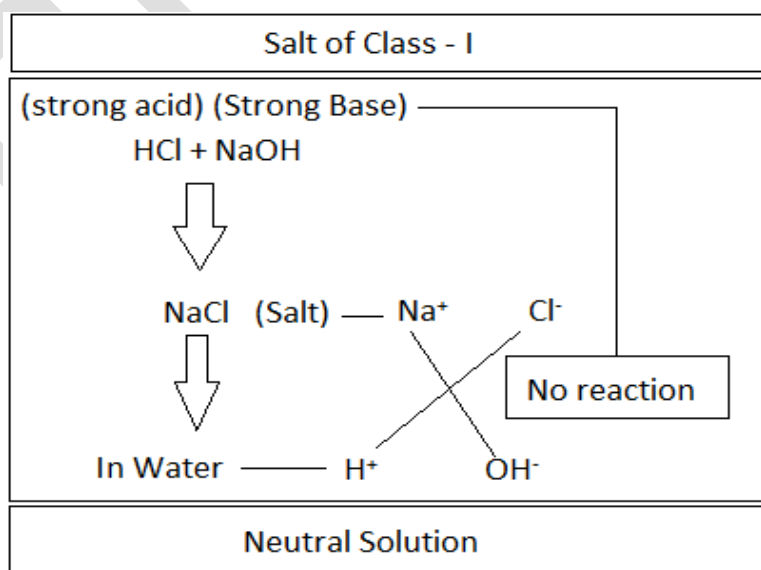 Salt of Class - I
(strong acid) (Strong Base)
HCl + NaOH
NaCl (Salt) Na⁺ Cl⁻
No reaction
In Water H⁺ OH⁻
Neutral Solution